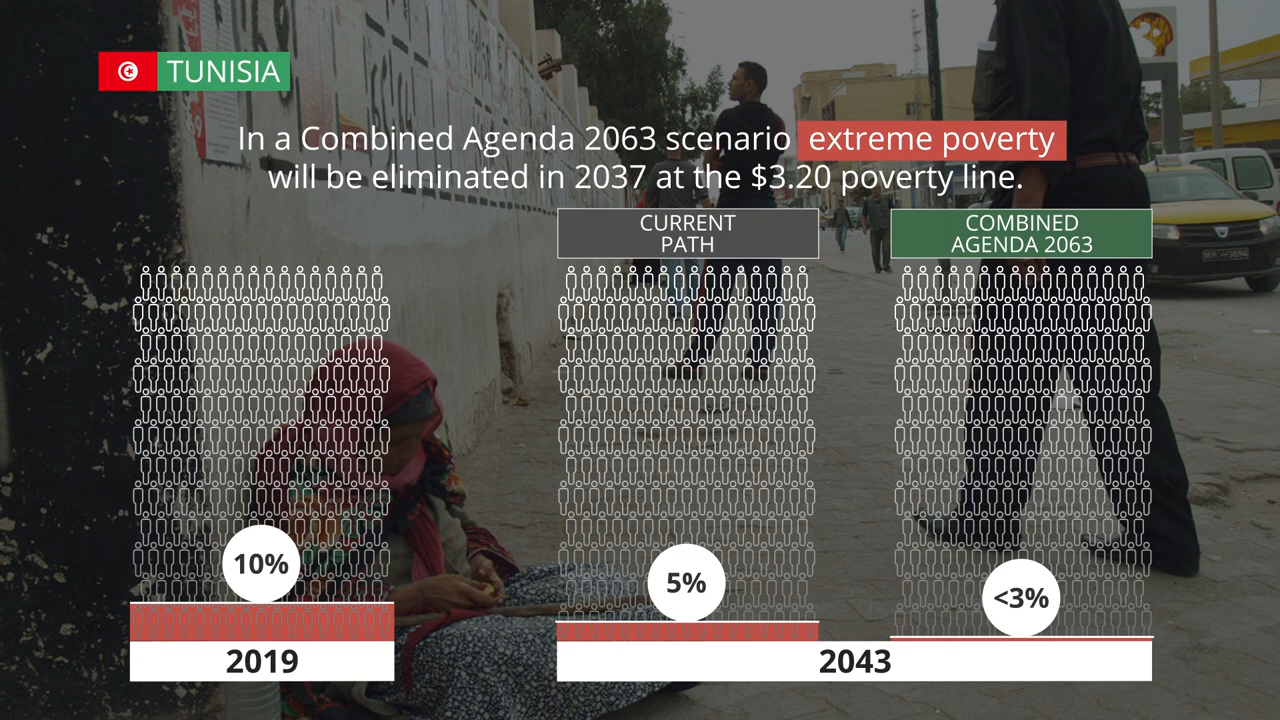 TUNISIA
In a Combined Agenda 2063 scenario extreme poverty
will be eliminated in 2037 at the $3.20 poverty line.
CURRENT
PATH
COMBINED
AGENDA 2063
10%
5%
<3%
2019
2043